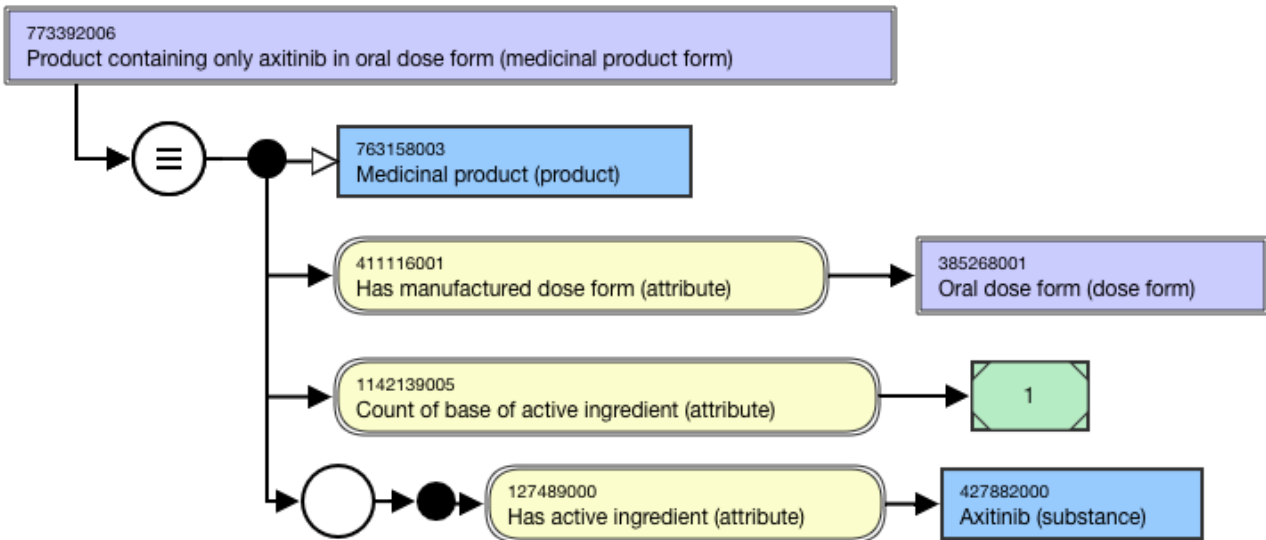 773392006
Product containing only axitinib in oral dose form (medicinal product form)
763158003
Medicinal product (product)
411116001
Has manufactured dose form (attribute)
385268001
Oral dose form (dose form)
1142139005
Count of base of active ingredient (attribute)
1
127489000
Has active ingredient (attribute)
427882000
Axitinib (substance)